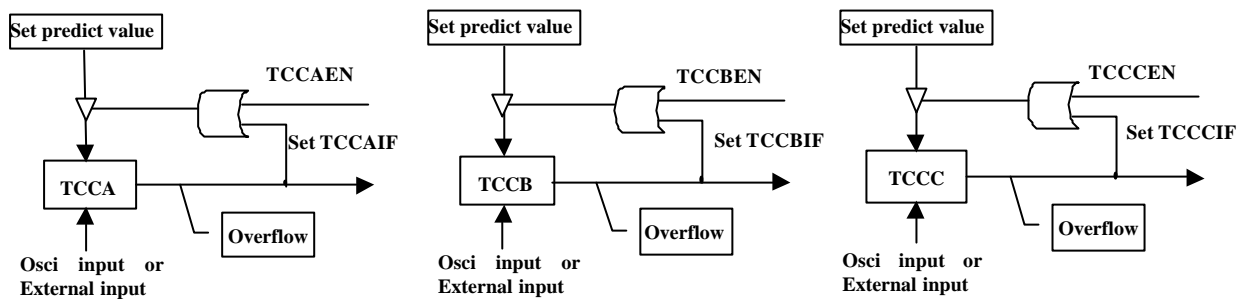 Set predict value
TCCAEN
Set TCCAIF
TCCA
Overflow
Osci input or
External input
Set predict value
TCCBEN
Set TCCBIF
TCCB
Overflow
Osci input or
External input
Set predict value
TCCCEN
Set TCCCIF
TCCC
Overflow
Osci input or
External input